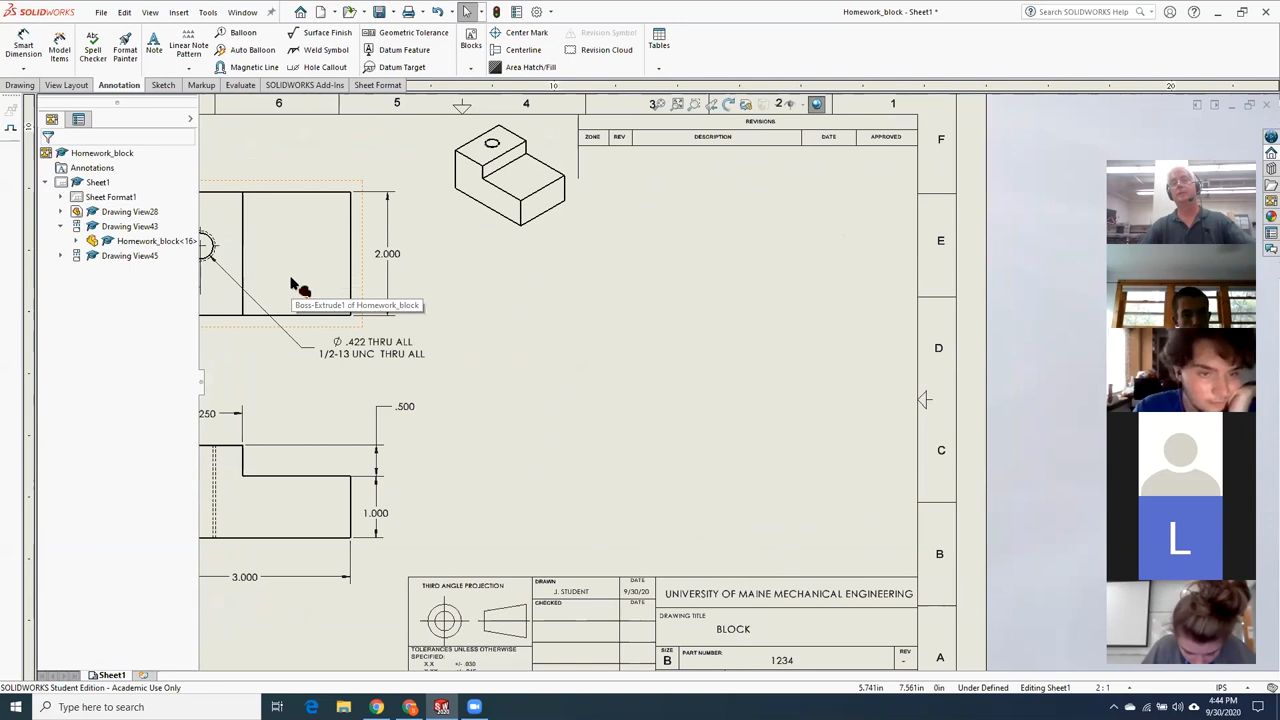 SOLIDWORKS File Edit View Insert Tools Window
Homework_block - Sheet1 *
Search SOLIDWORKS Help
Smart Dimension
Model Items
Spell Checker
Format Painter
Note
Linear Note Pattern
Balloon
Auto Balloon
Magnetic Line
Surface Finish
Weld Symbol
Hole Callout
Geometric Tolerance
Datum Feature
Datum Target
Blocks
Center Mark
Centerline
Area Hatch/Fill
Revision Symbol
Revision Cloud
Tables
Drawing View Layout Annotation Sketch Markup Evaluate SOLIDWORKS Add-Ins Sheet Format
10 20
6 5 4 3 2 1
Homework_block
Annotations
Sheet1
Sheet Format1
Drawing View28
Drawing View43
Homework_block<16>
Drawing View45
REVISIONS
ZONE REV DESCRIPTION DATE APPROVED
F
E
D
C
B
A
2.000
Boss-Extrude1 of Homework_block
Ø .422 THRU ALL
1/2-13 UNC THRU ALL
250
.500
1.000
3.000
THIRD ANGLE PROJECTION
DRAWN DATE
J. STUDENT 9/30/20
CHECKED DATE
UNIVERSITY OF MAINE MECHANICAL ENGINEERING
DRAWING TITLE
BLOCK
TOLERANCES UNLESS OTHERWISE
SPECIFIED:
X.X +/- .030
SIZE
B
PART NUMBER:
1234
REV
-
L
Sheet1
SOLIDWORKS Student Edition - Academic Use Only
5.741in 7.561in 0in Under Defined Editing Sheet1 2 : 1 IPS
Type here to search
4:44 PM
9/30/2020